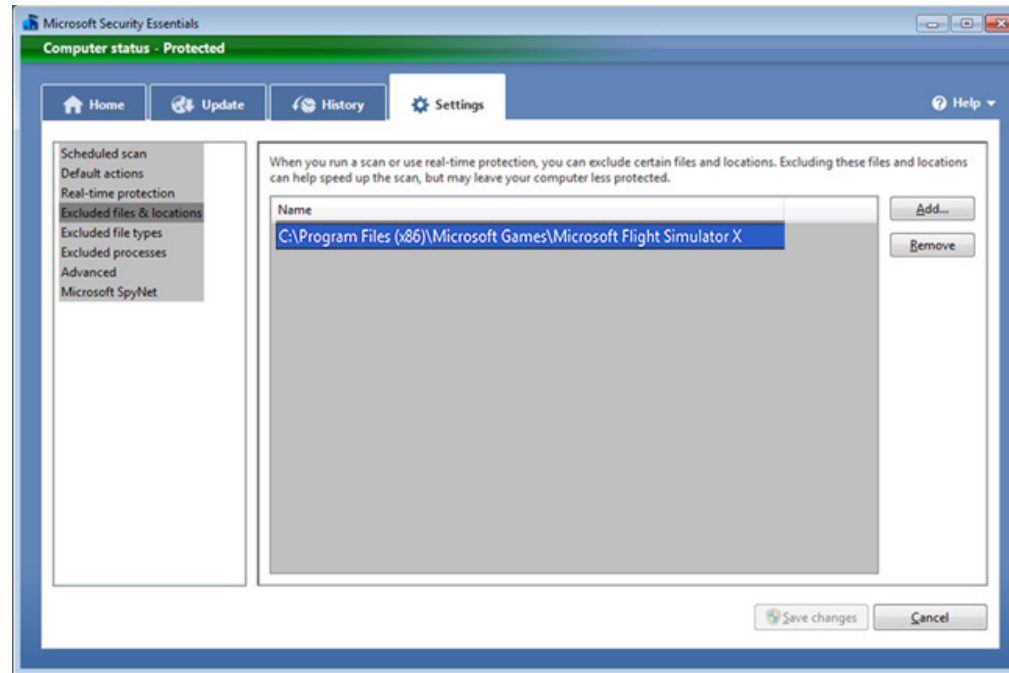 Microsoft Security Essentials
Computer status - Protected
Home
Update
History
Settings
Help
Scheduled scan
Default actions
Real-time protection
Excluded files & locations
Excluded file types
Excluded processes
Advanced
Microsoft SpyNet
When you run a scan or use real-time protection, you can exclude certain files and locations. Excluding these files and locations
can help speed up the scan, but may leave your computer less protected.
Name
C:\Program Files (x86)\Microsoft Games\Microsoft Flight Simulator X
Add...
Remove
Save changes
Cancel